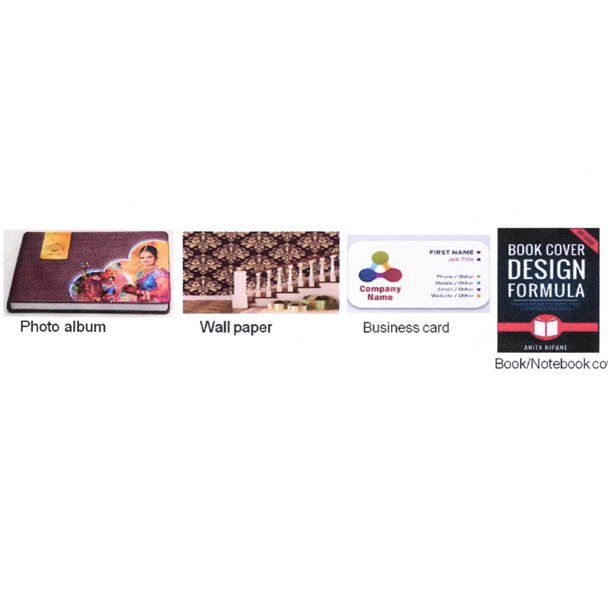 FIRST NAME
Job Title
Phone / Other
Mobile / Other
Email / Other
Website / Other
Company
Name
BOOK COVER
DESIGN
FORMULA
ANITA NIPANE
Photo album
Wall paper
Business card
Book/Notebook co